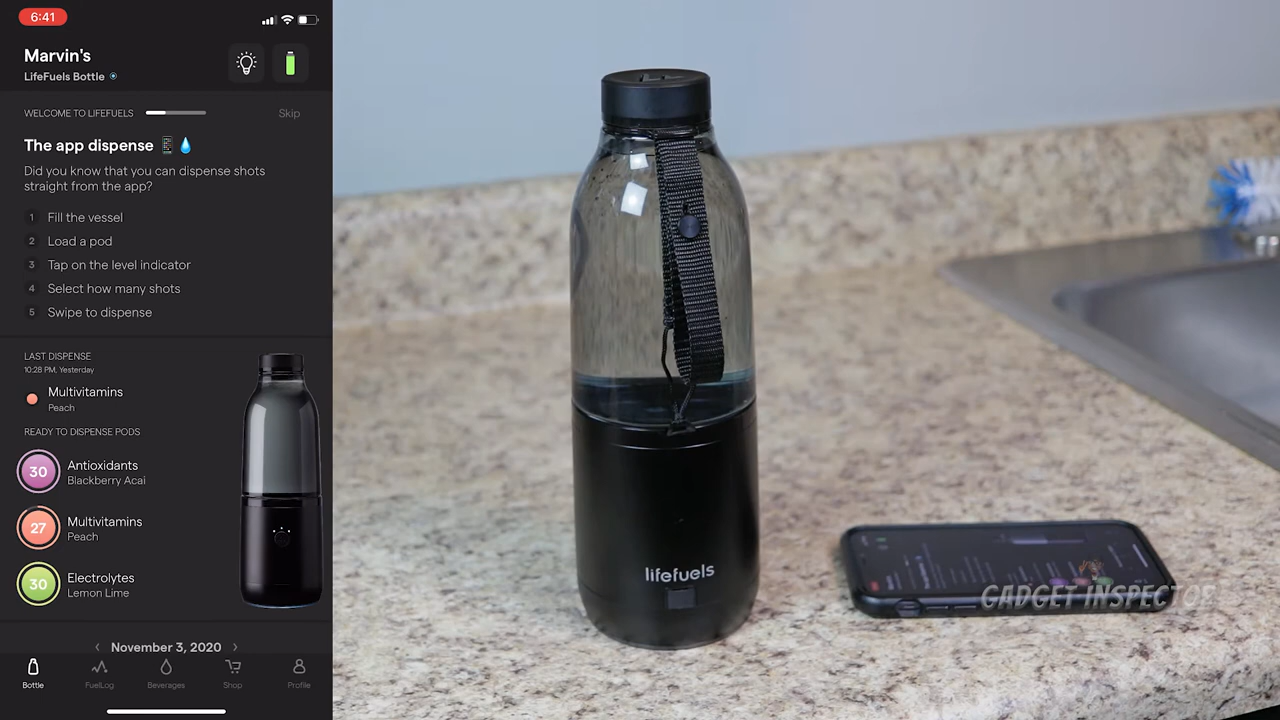 6:41
Marvin's
LifeFuels Bottle
WELCOME TO LIFEFUELS
Skip
The app dispense
Did you know that you can dispense shots
straight from the app?
1 Fill the vessel
2 Load a pod
3 Tap on the level indicator
4 Select how many shots
5 Swipe to dispense
LAST DISPENSE
10:28 PM, Yesterday
Multivitamins
Peach
READY TO DISPENSE PODS
30 Antioxidants
Blackberry Acai
27 Multivitamins
Peach
30 Electrolytes
Lemon Lime
‹ November 3, 2020 ›
Bottle FuelLog Beverages Shop Profile
lifefuels
GADGET INSPECTOR